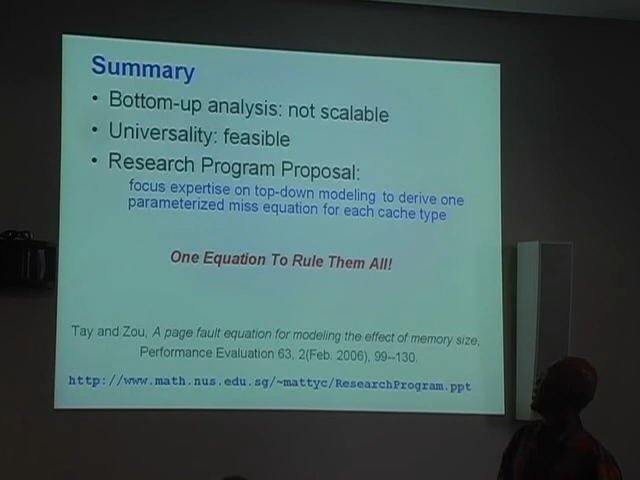 Summary
• Bottom-up analysis: not scalable
• Universality: feasible
• Research Program Proposal:
focus expertise on top-down modeling to derive one
parameterized miss equation for each cache type
One Equation To Rule Them All!
Tay and Zou, A page fault equation for modeling the effect of memory size,
Performance Evaluation 63, 2(Feb. 2006), 99--130.
http://www.math.nus.edu.sg/~mattyc/ResearchProgram.ppt